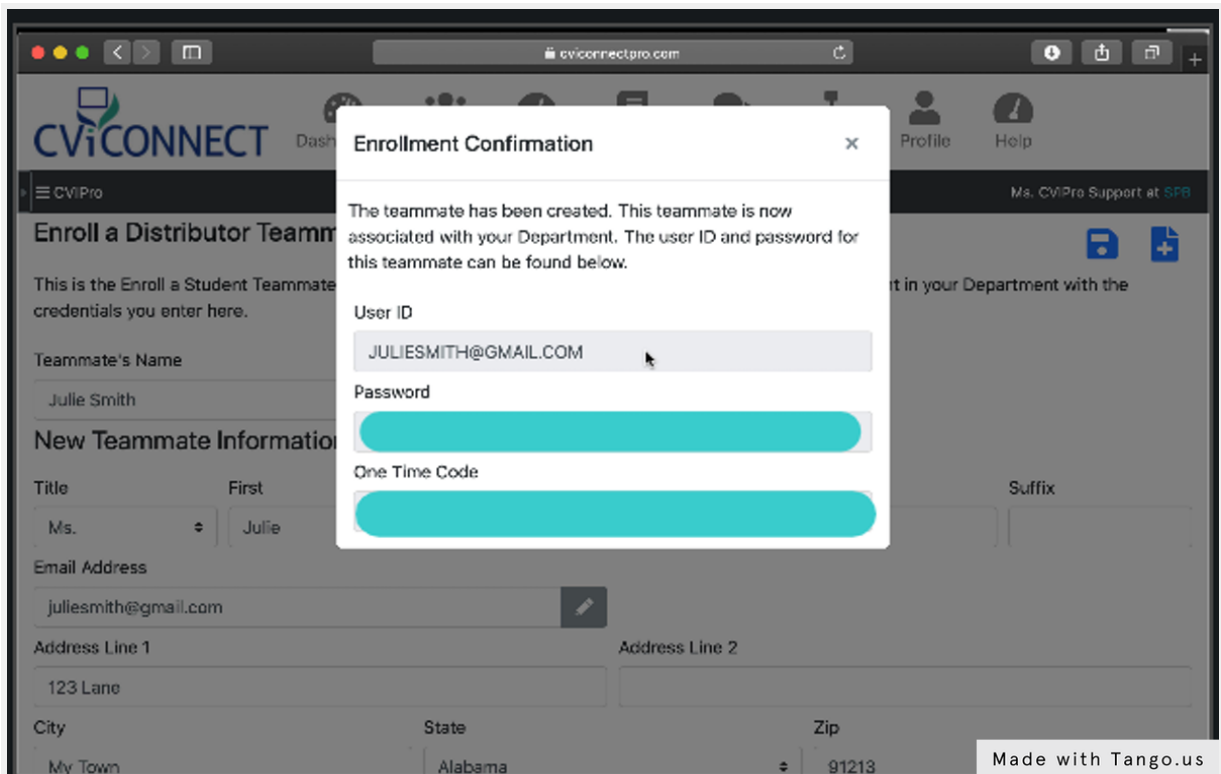 cviconnectpro.com
CViCONNECT
Dash
Profile
Help
CVIPro
Ms. CVIPro Support at SPB
Enrollment Confirmation
The teammate has been created. This teammate is now
associated with your Department. The user ID and password for
this teammate can be found below.
User ID
JULIESMITH@GMAIL.COM
Password
One Time Code
Enroll a Distributor Teamm
This is the Enroll a Student Teammate
t in your Department with the
credentials you enter here.
Teammate's Name
Julie Smith
New Teammate Information
Title First Suffix
Ms. Julie
Email Address
juliesmith@gmail.com
Address Line 1 Address Line 2
123 Lane
City State Zip
My Town Alabama 91213
Made with Tango.us